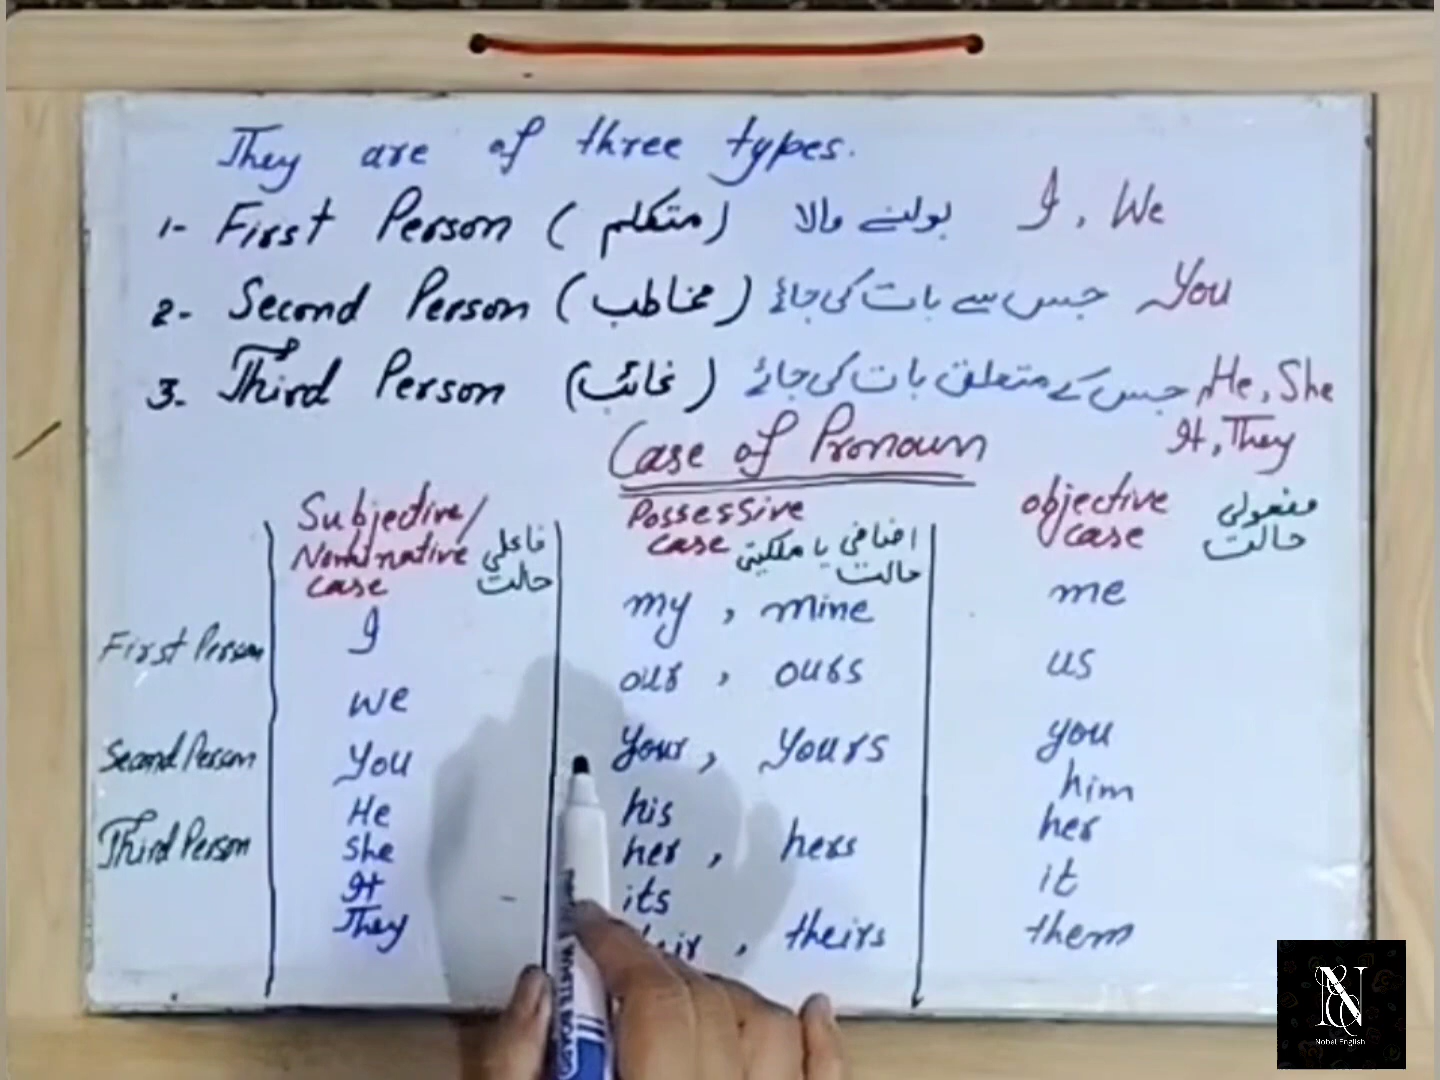 They are of three types.
1- First Person (متکلم) بولنے والا I, We
2- Second Person (مخاطب) جس سے بات کی جائے You
3- Third Person (غائب) جس کے متعلق بات کی جائے He, She
It, They
Case of Pronoun
Subjective/ Possessive objective مفعولی
Nominative فاعلی case اضافی یا ملکیتی case حالت
case حالت حالت
First Person I my, mine me
we our, ours us
Second Person You Your, Yours you
He his him
Third Person She her, hers her
It its it
They theirs them
WHITE BOARD
N
Nobel English